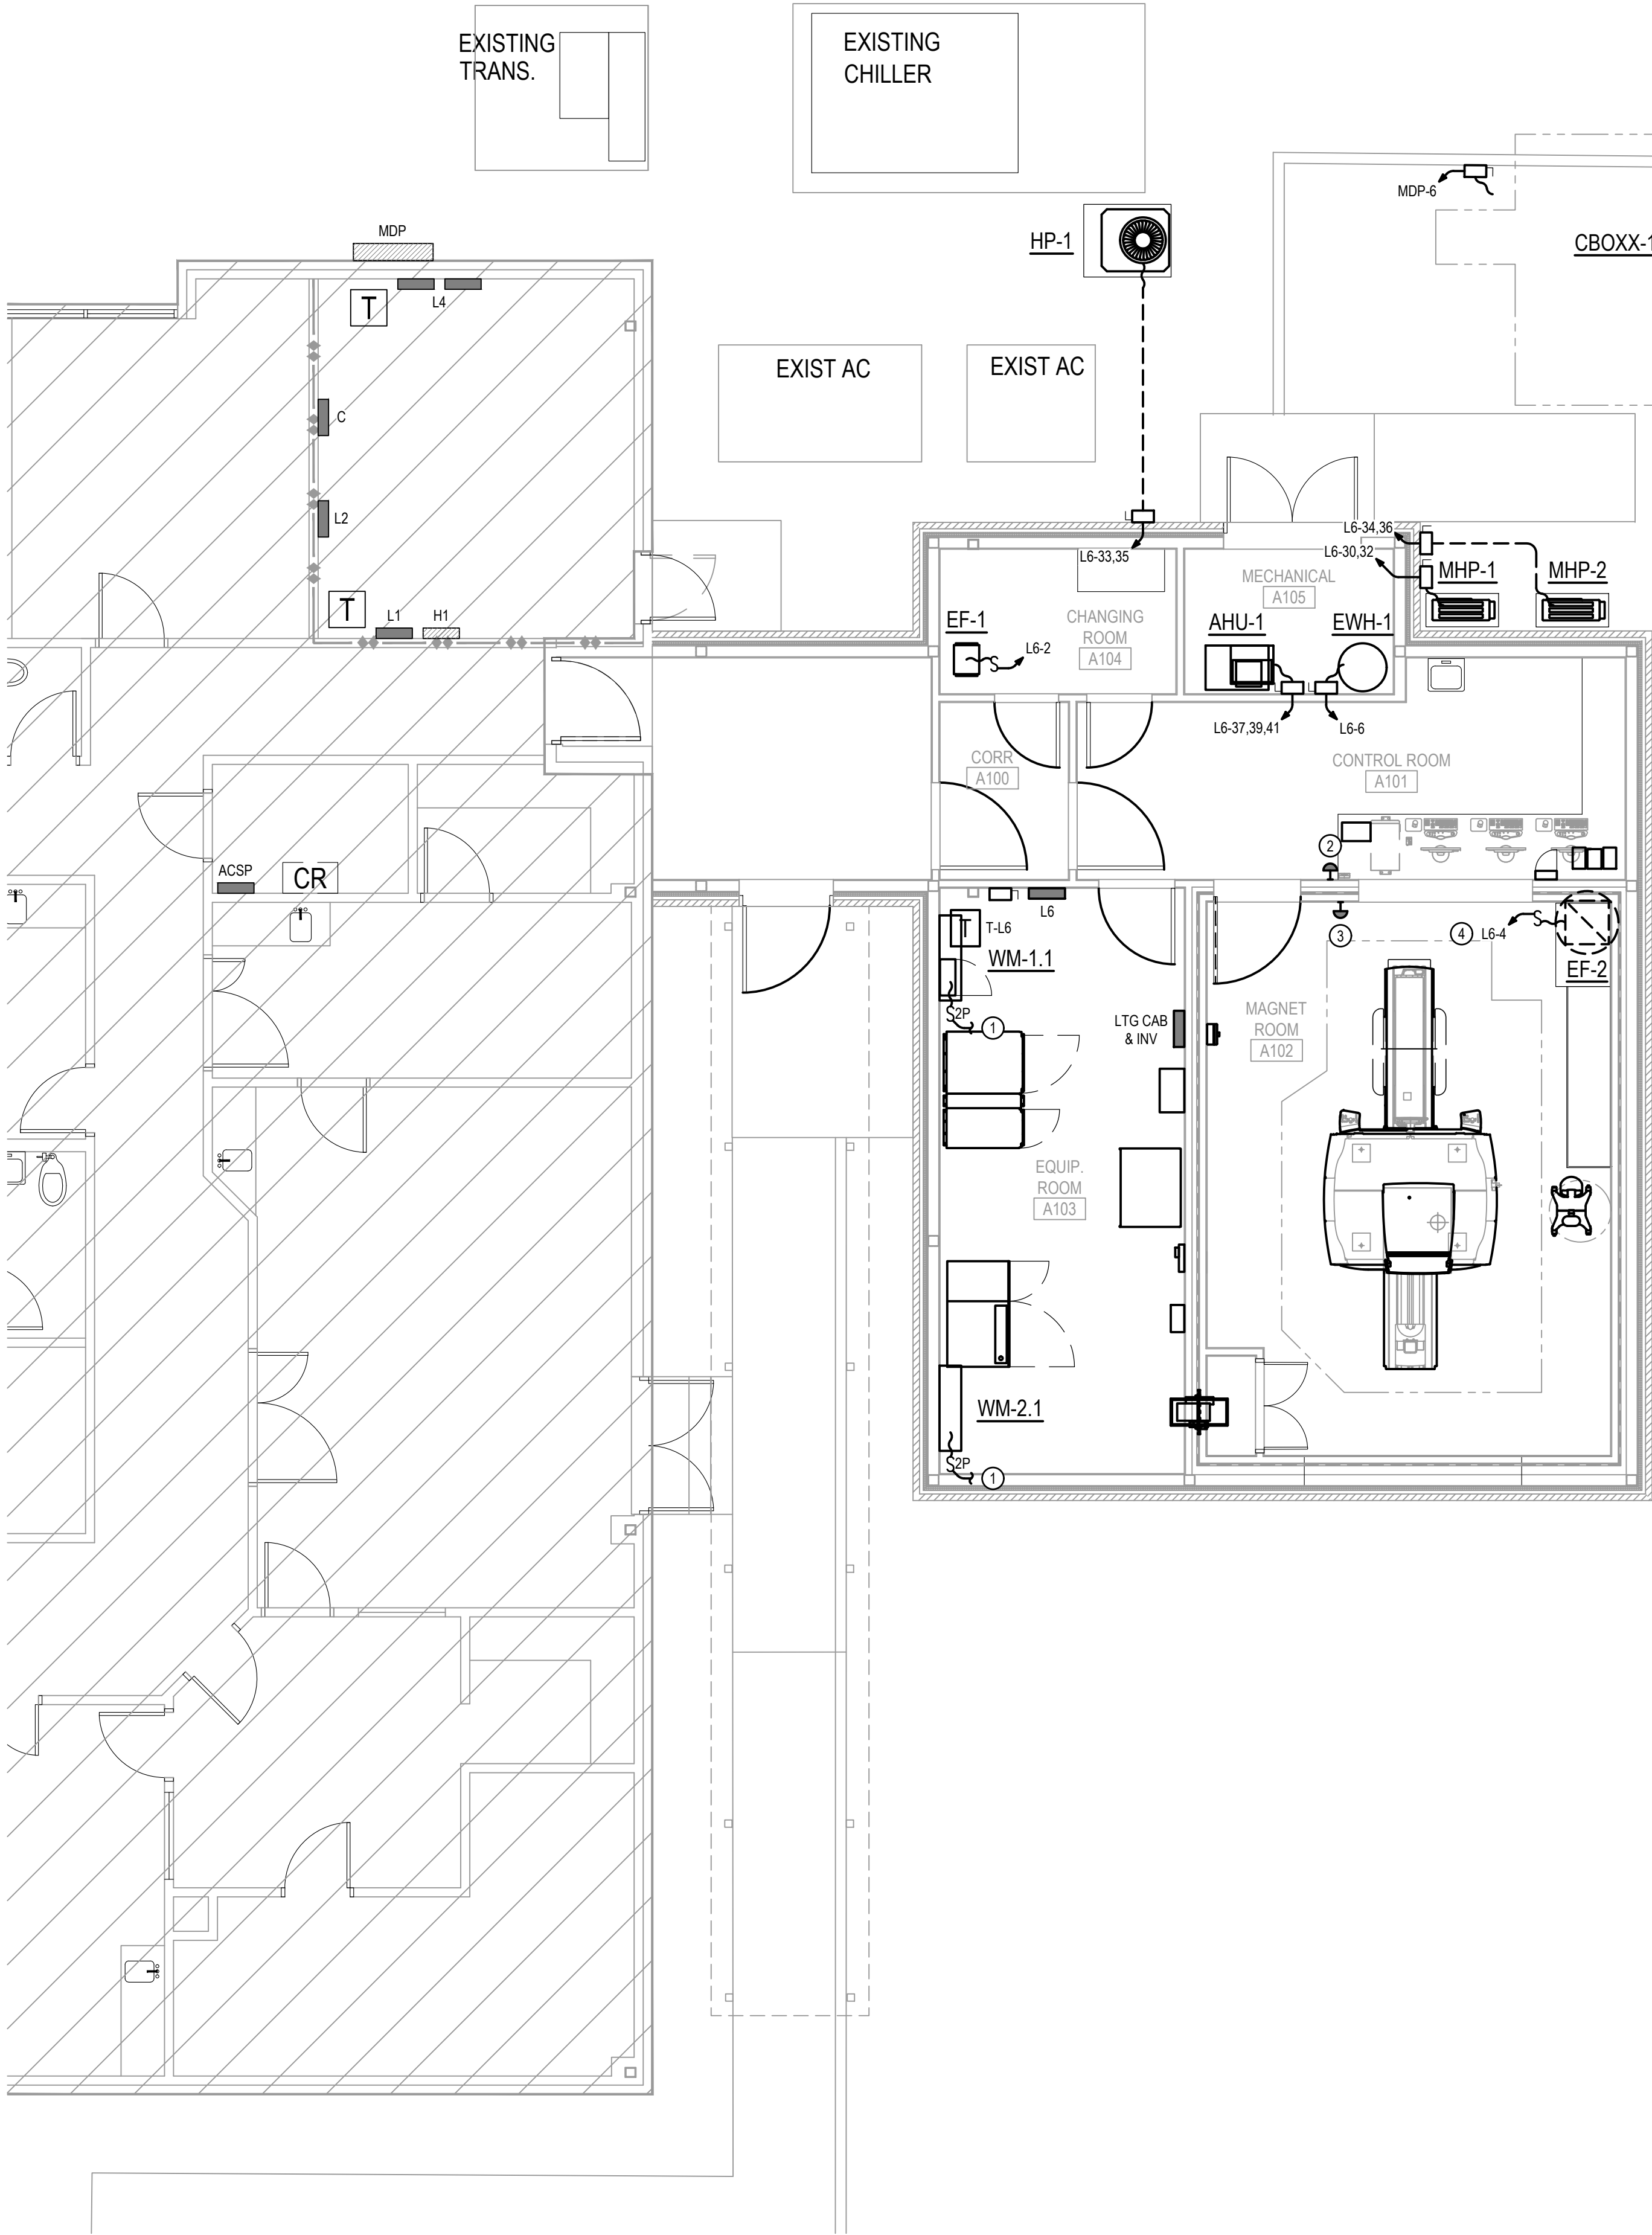 EXISTING
TRANS.
EXISTING
CHILLER
MDP-6
MDP
HP-1
CBOXX-1
T
L4
EXIST AC
EXIST AC
C
L2
L6-34,36
L6-30,32
L6-33,35
MHP-1
MHP-2
MECHANICAL
A105
T
L1
H1
EF-1
CHANGING
ROOM
A104
AHU-1
EWH-1
L6-2
L6-37,39,41
L6-6
CORR
A100
CONTROL ROOM
A101
2
ACSP
CR
L6
T
T-L6
3
4
L6-4
S
S
WM-1.1
EF-2
S2P
1
LTG CAB
& INV
MAGNET
ROOM
A102
EQUIP.
ROOM
A103
WM-2.1
S2P
1